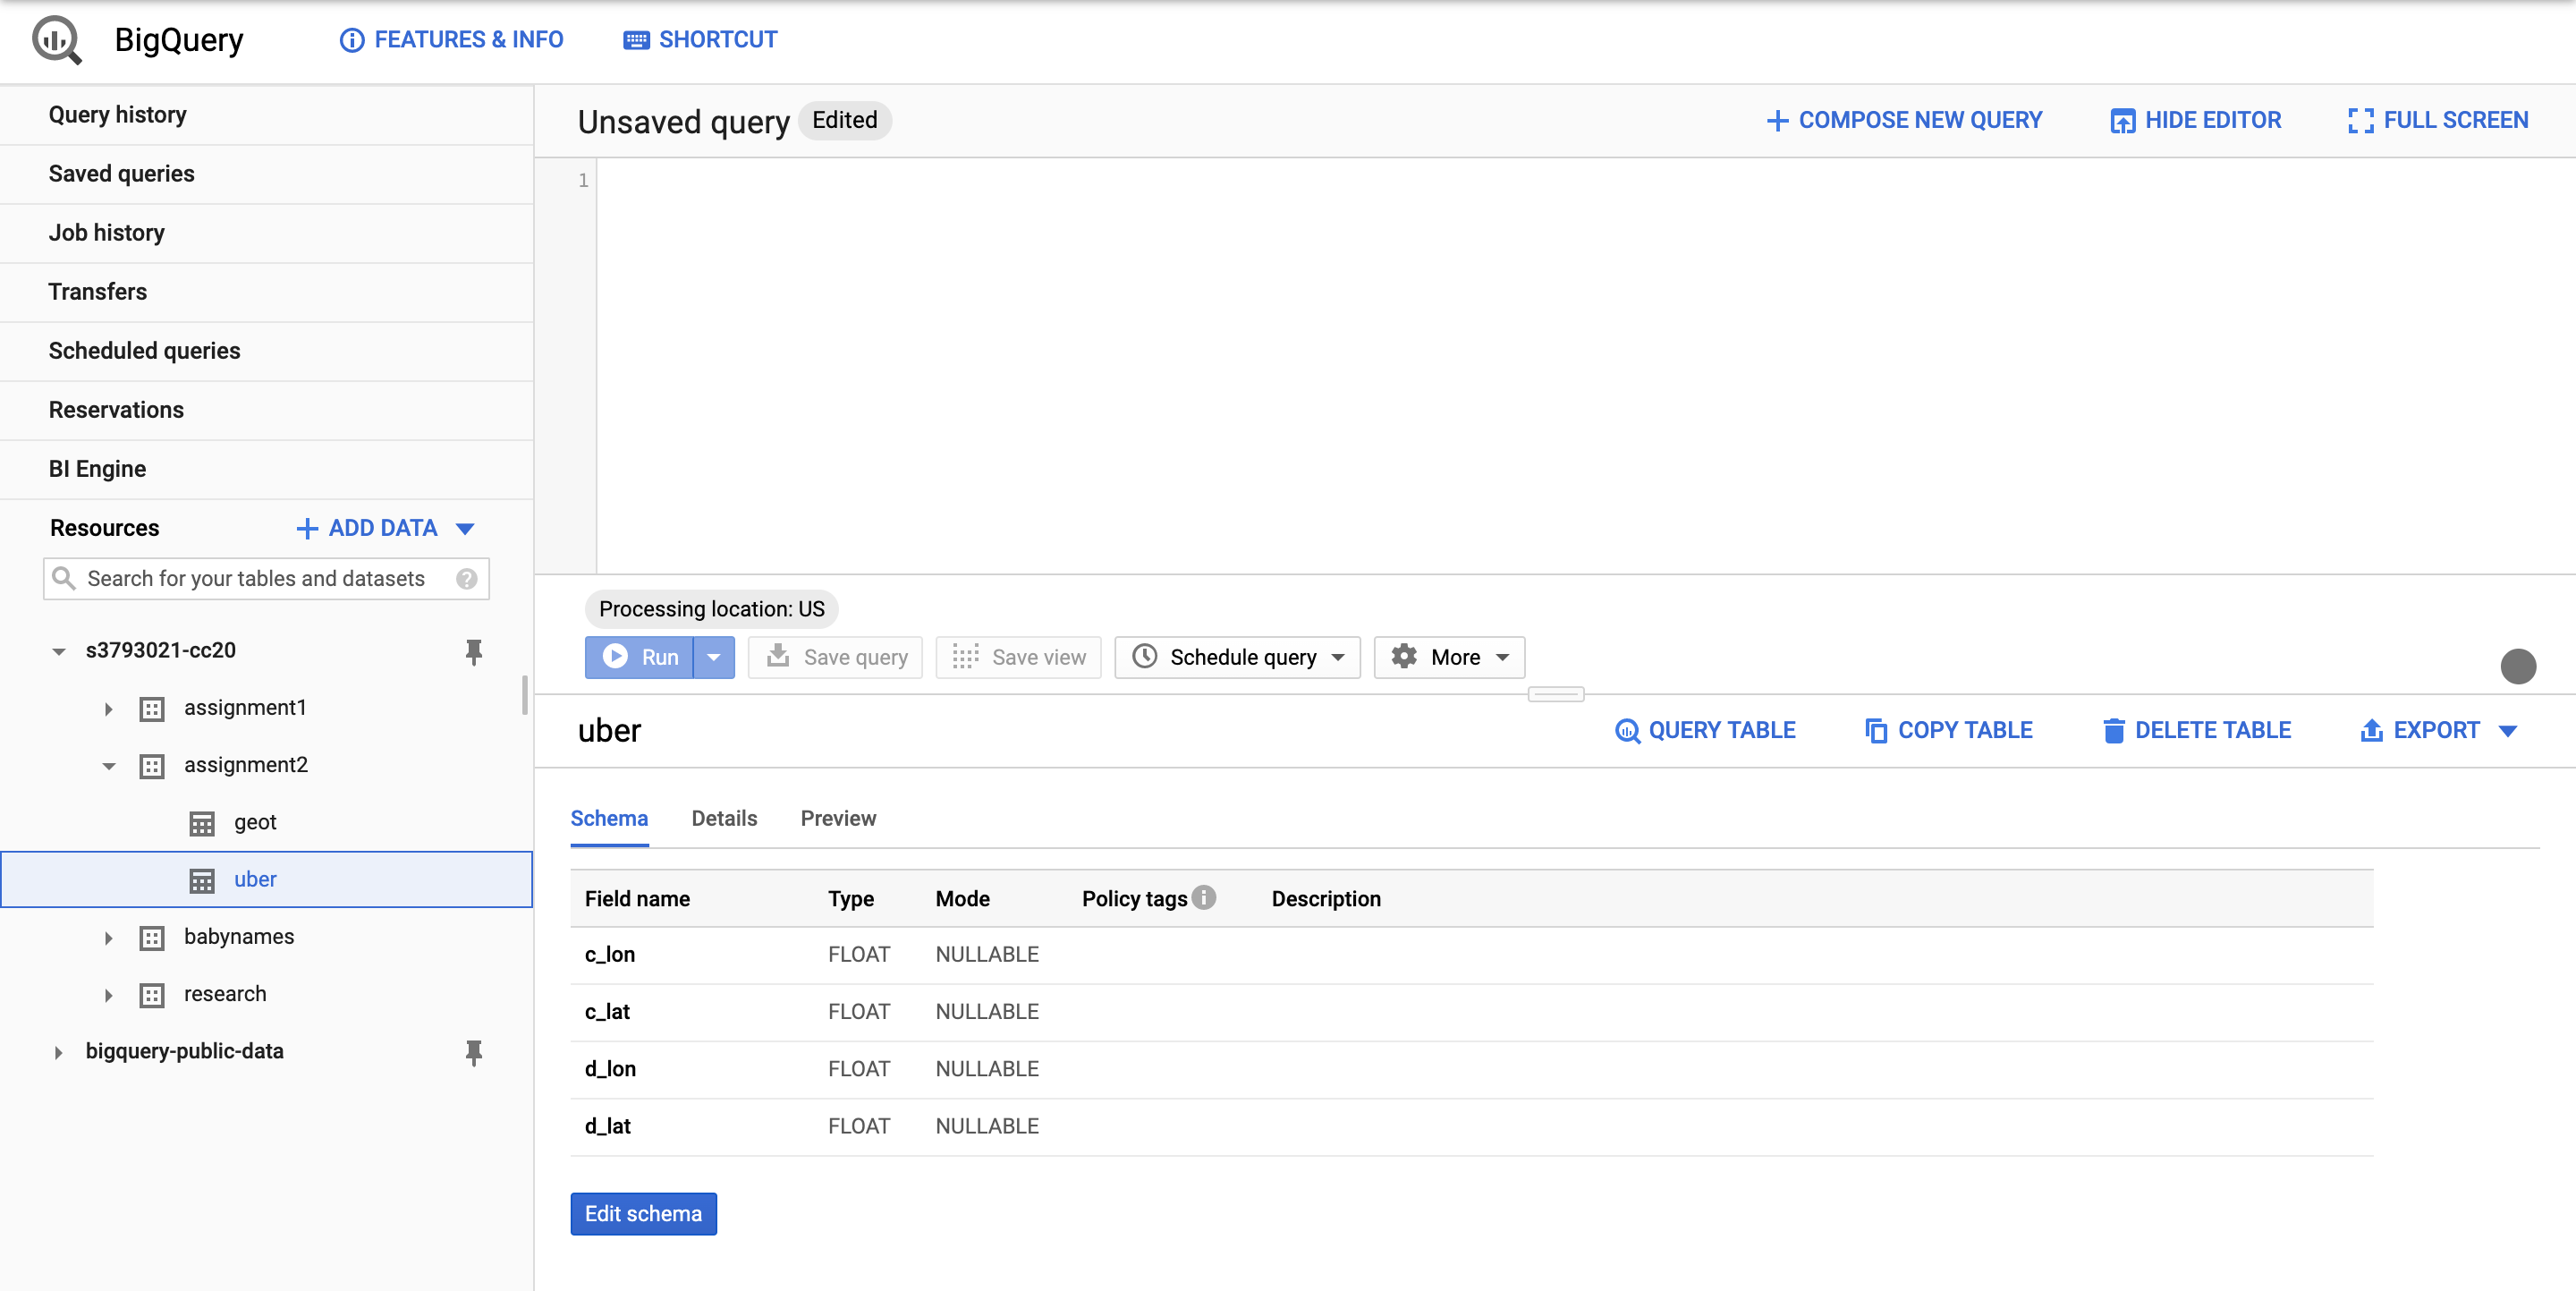 BigQuery FEATURES & INFO SHORTCUT
Query history
Saved queries
Job history
Transfers
Scheduled queries
Reservations
BI Engine
Resources ADD DATA
Search for your tables and datasets
s3793021-cc20
assignment1
assignment2
geot
uber
babynames
research
bigquery-public-data
Unsaved query Edited COMPOSE NEW QUERY HIDE EDITOR FULL SCREEN
1
Processing location: US
Run Save query Save view Schedule query More
uber QUERY TABLE COPY TABLE DELETE TABLE EXPORT
Schema Details Preview
Field name Type Mode Policy tags Description
c_lon FLOAT NULLABLE
c_lat FLOAT NULLABLE
d_lon FLOAT NULLABLE
d_lat FLOAT NULLABLE
Edit schema